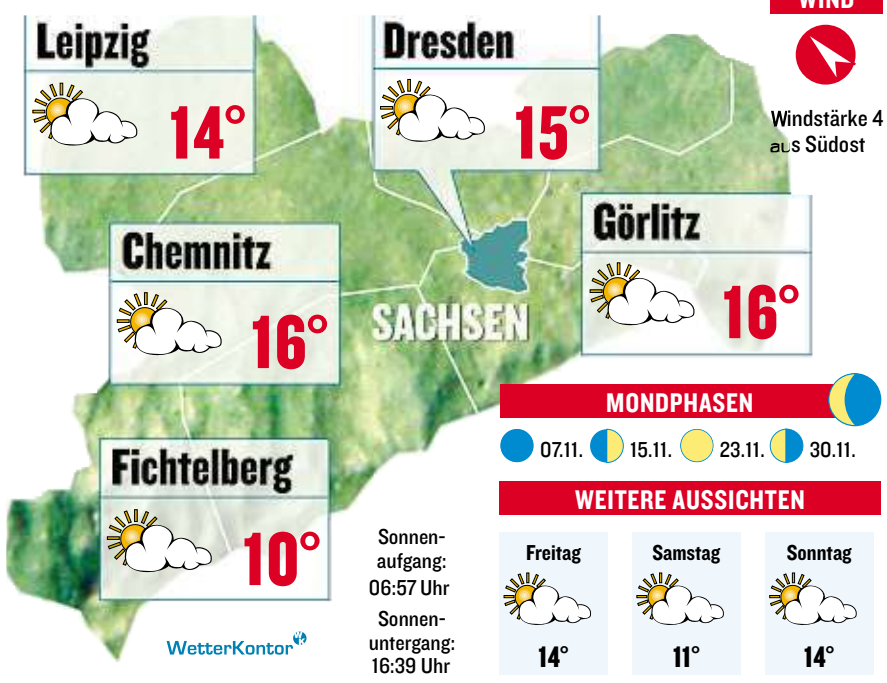 WIND
Windstärke 4
aus Südost
Leipzig
14°
Dresden
15°
Chemnitz
16°
Görlitz
16°
SACHSEN
Fichtelberg
10°
MONDPHASEN
07.11.
15.11.
23.11.
30.11.
WEITERE AUSSICHTEN
Freitag
14°
Samstag
11°
Sonntag
14°
Sonnen-
aufgang:
06:57 Uhr
Sonnen-
untergang:
16:39 Uhr
WetterKontor